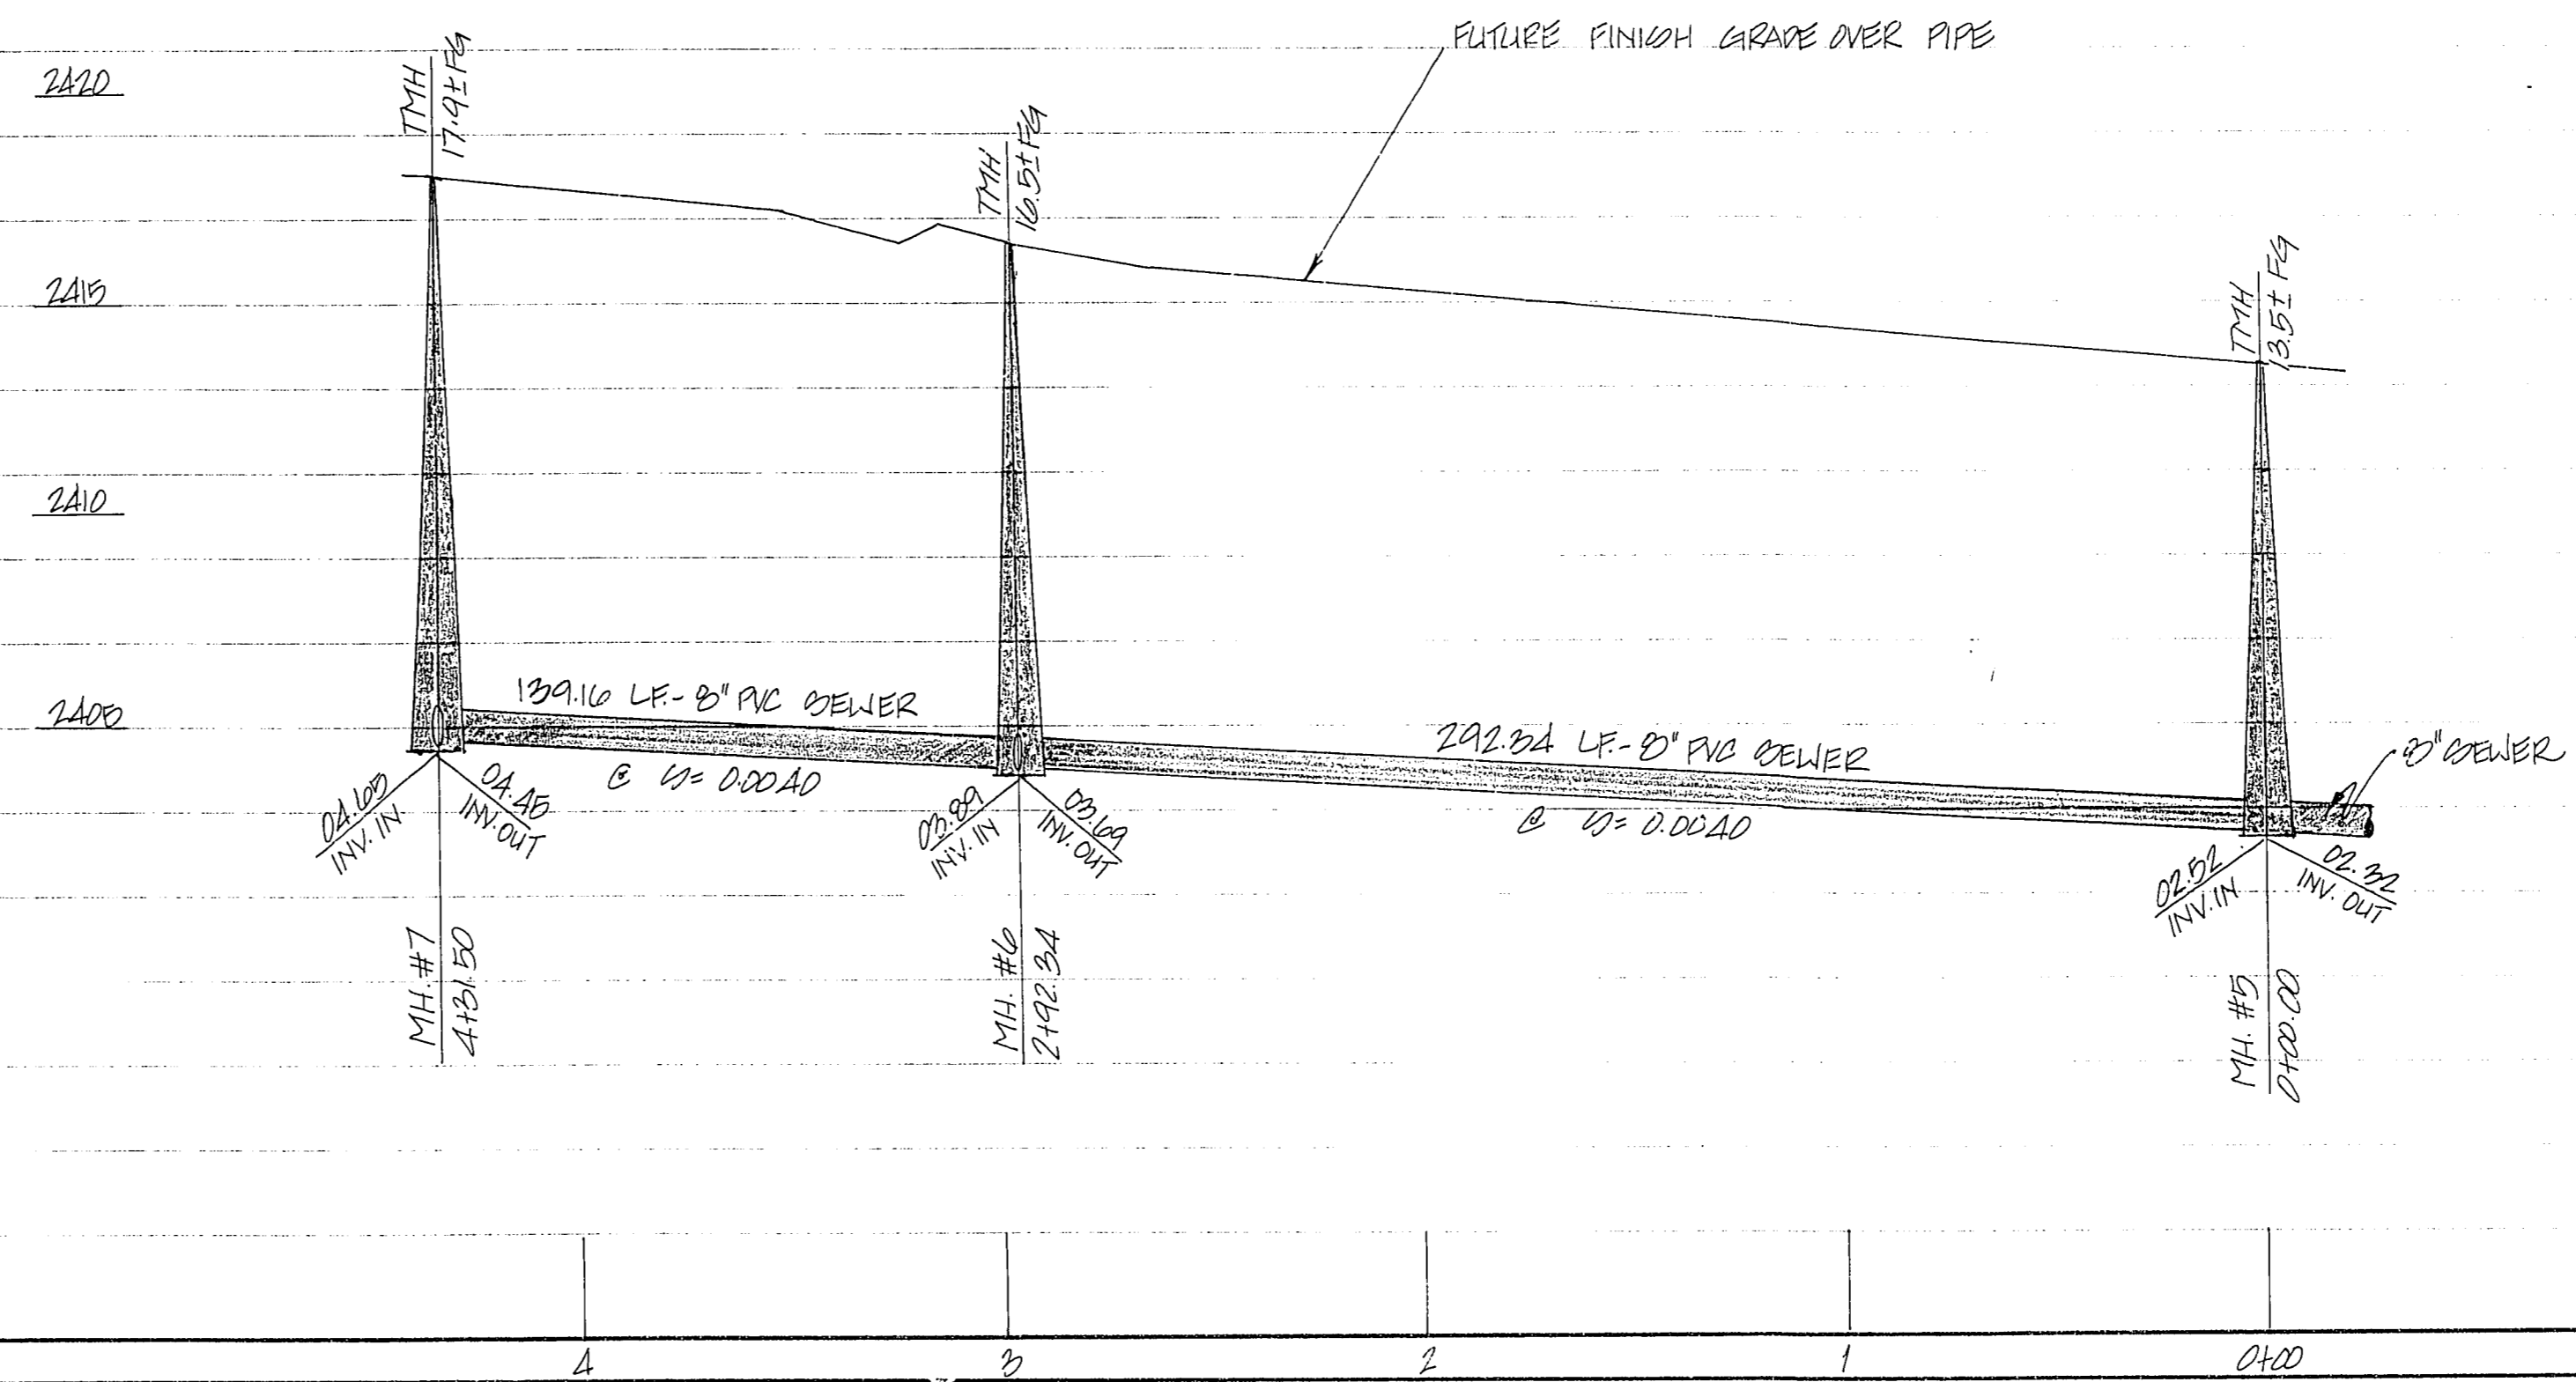 FUTURE FINISH GRADE OVER PIPE
2420
TMH
17.9± FG
TMH
16.5± FG
2415
TMH
13.5± FG
2410
2405
139.16 LF.- 8" PVC SEWER
@ S= 0.0040
292.34 LF.- 8" PVC SEWER
@ S= 0.0040
8" SEWER
04.65
INV. IN
04.45
INV. OUT
03.89
INV. IN
03.69
INV. OUT
02.52
INV. IN
02.32
INV. OUT
MH. #7
4+31.50
MH. #6
2+92.34
MH. #5
0+00.00
4
3
2
1
0+00